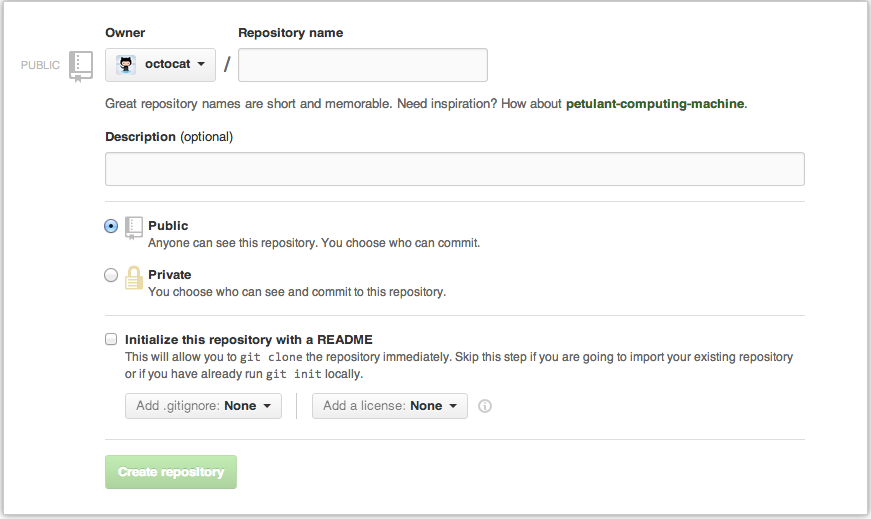 Owner
Repository name
PUBLIC
octocat
/
Great repository names are short and memorable. Need inspiration? How about petulant-computing-machine.
Description (optional)
Public
Anyone can see this repository. You choose who can commit.
Private
You choose who can see and commit to this repository.
Initialize this repository with a README
This will allow you to git clone the repository immediately. Skip this step if you are going to import your existing repository
or if you have already run git init locally.
Add .gitignore: None
Add a license: None
Create repository